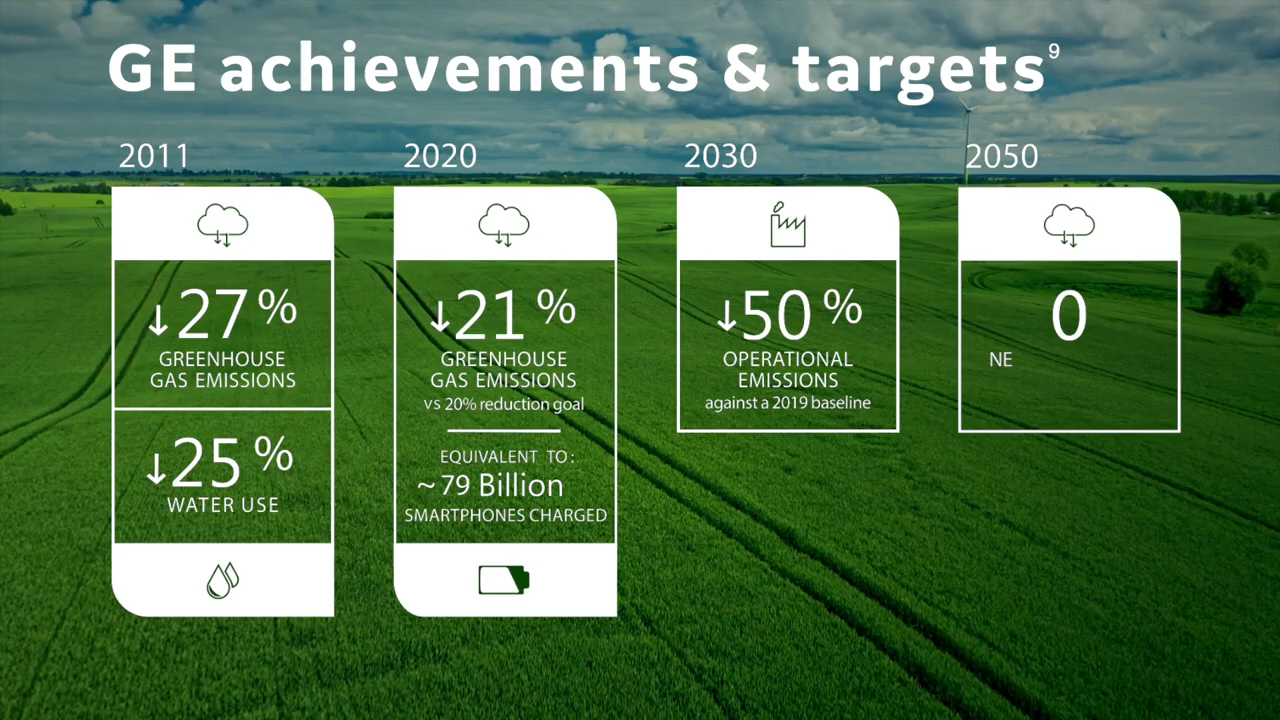 GE achievements & targets⁹
2011
↓27%
GREENHOUSE
GAS EMISSIONS
↓25%
WATER USE
2020
↓21%
GREENHOUSE
GAS EMISSIONS
vs 20% reduction goal
EQUIVALENT TO:
~79 Billion
SMARTPHONES CHARGED
2030
↓50%
OPERATIONAL
EMISSIONS
against a 2019 baseline
2050
0
NE